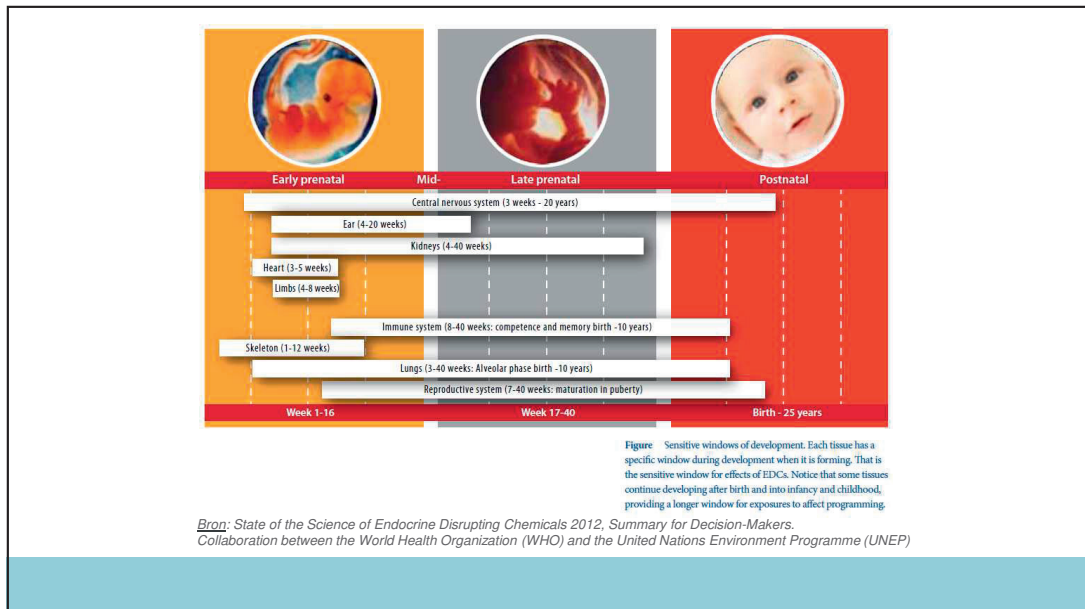 Early prenatal Mid- Late prenatal Postnatal
Central nervous system (3 weeks - 20 years)
Ear (4-20 weeks)
Kidneys (4-40 weeks)
Heart (3-5 weeks)
Limbs (4-8 weeks)
Immune system (8-40 weeks: competence and memory birth -10 years)
Skeleton (1-12 weeks)
Lungs (3-40 weeks: Alveolar phase birth -10 years)
Reproductive system (7-40 weeks: maturation in puberty)
Week 1-16 Week 17-40 Birth - 25 years
Figure Sensitive windows of development. Each tissue has a
specific window during development when it is forming. That is
the sensitive window for effects of EDCs. Notice that some tissues
continue developing after birth and into infancy and childhood,
providing a longer window for exposures to affect programming.
Bron: State of the Science of Endocrine Disrupting Chemicals 2012, Summary for Decision-Makers.
Collaboration between the World Health Organization (WHO) and the United Nations Environment Programme (UNEP)